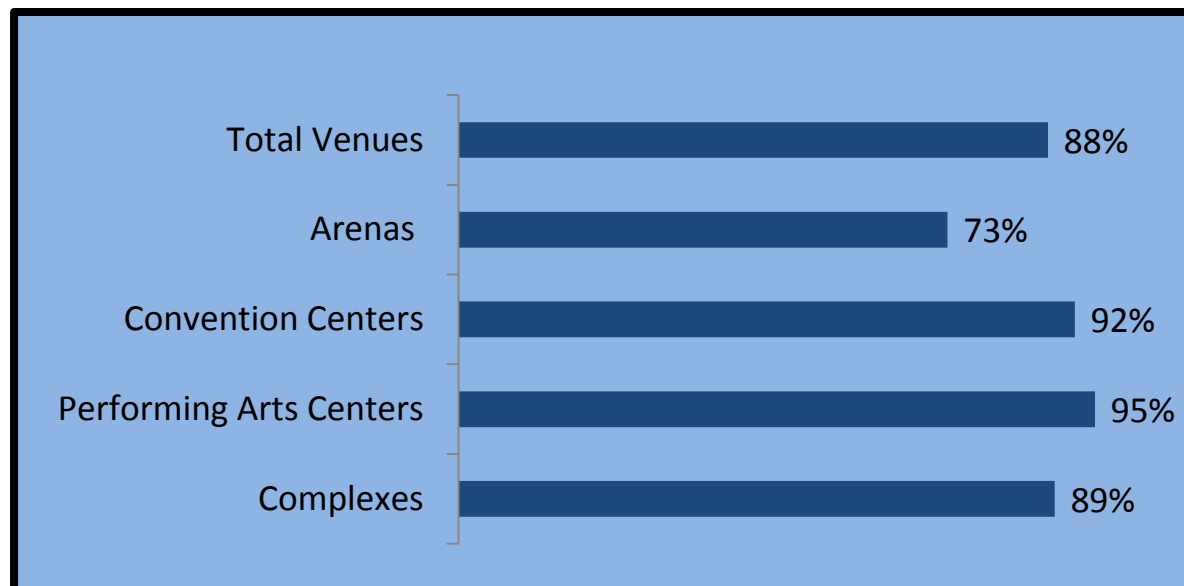 Total Venues 88%
Arenas 73%
Convention Centers 92%
Performing Arts Centers 95%
Complexes 89%